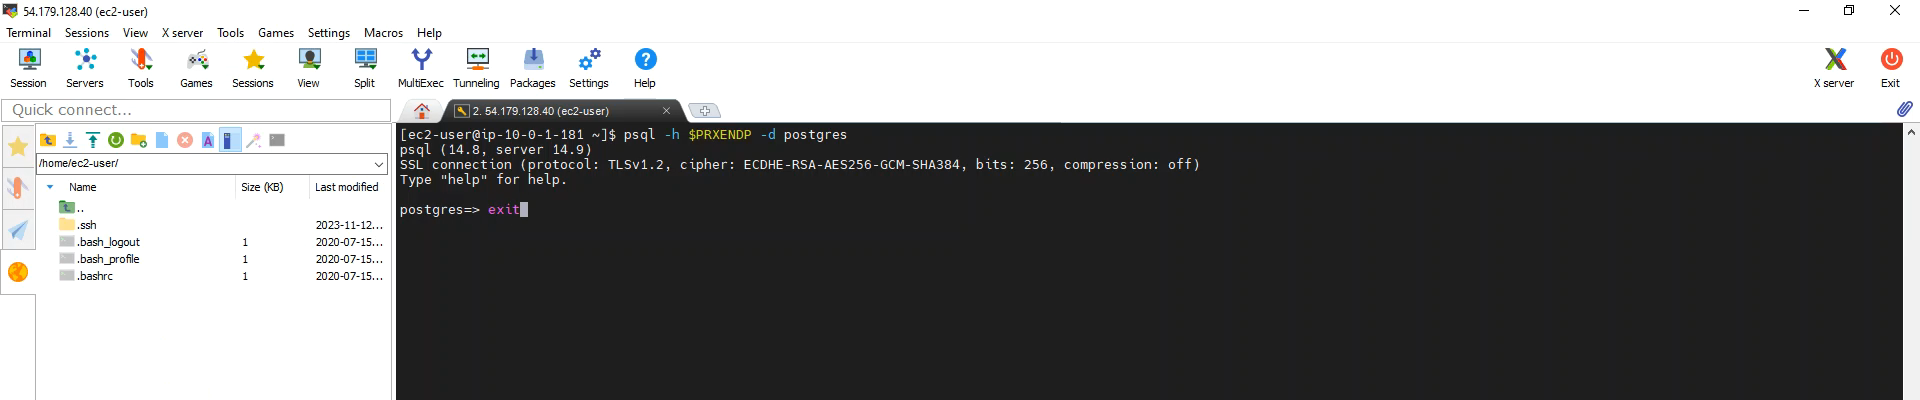 54.179.128.40 (ec2-user)
Terminal Sessions View X server Tools Games Settings Macros Help
Session Servers Tools Games Sessions View Split MultiExec Tunneling Packages Settings Help X server Exit
Quick connect...
2. 54.179.128.40 (ec2-user)
/home/ec2-user/
Name Size (KB) Last modified
..
.ssh 2023-11-12...
.bash_logout 1 2020-07-15...
.bash_profile 1 2020-07-15...
.bashrc 1 2020-07-15...
[ec2-user@ip-10-0-1-181 ~]$ psql -h $PRXENDP -d postgres
psql (14.8, server 14.9)
SSL connection (protocol: TLSv1.2, cipher: ECDHE-RSA-AES256-GCM-SHA384, bits: 256, compression: off)
Type "help" for help.
postgres=> exit